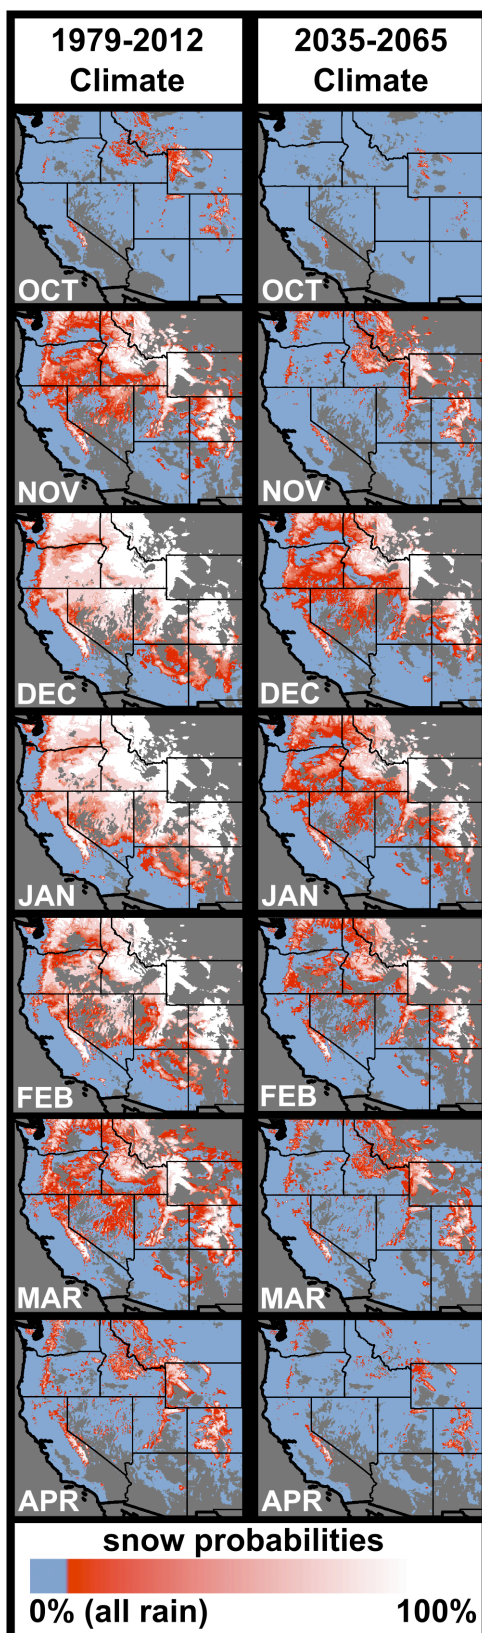 1979-2012
Climate
2035-2065
Climate
OCT
OCT
NOV
NOV
DEC
DEC
JAN
JAN
FEB
FEB
MAR
MAR
APR
APR
snow probabilities
0% (all rain)
100%